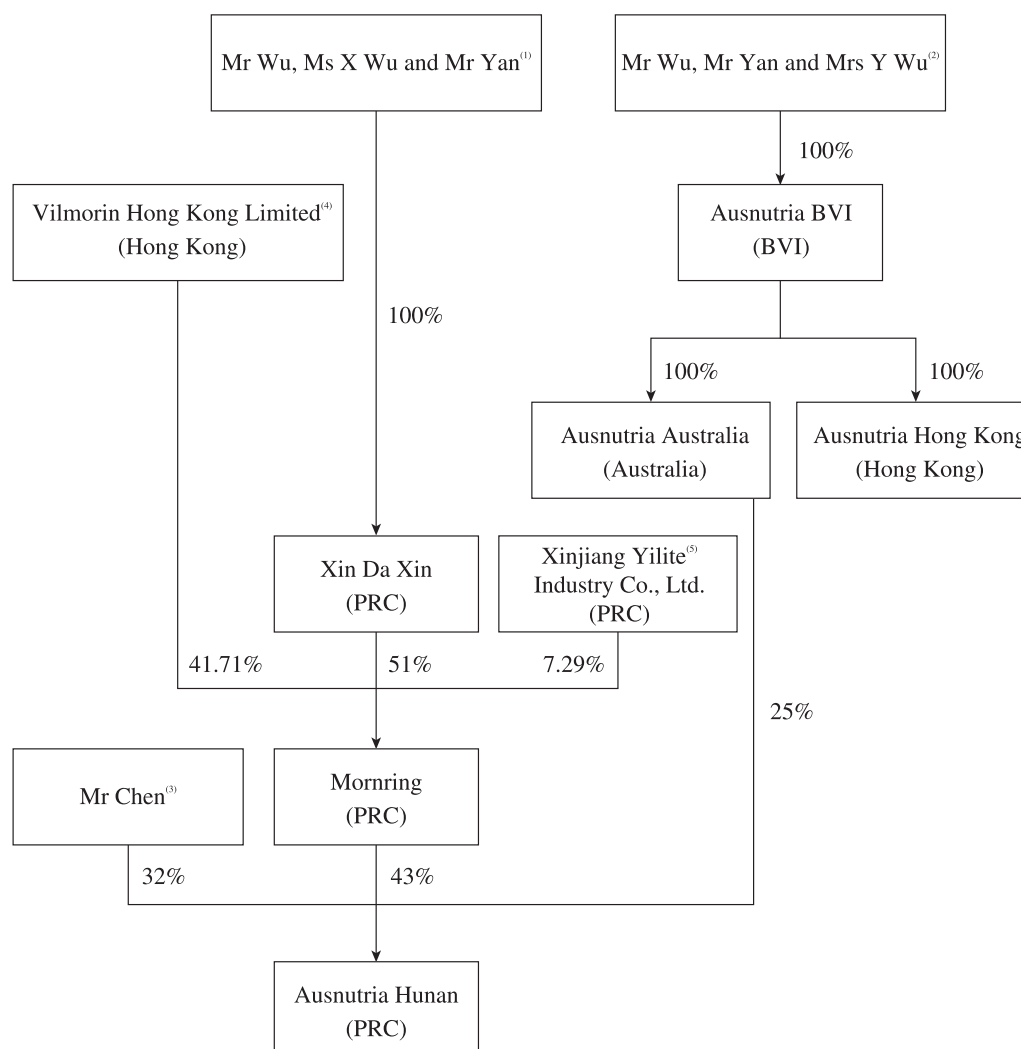 Mr Wu, Ms X Wu and Mr Yan(1)
Mr Wu, Mr Yan and Mrs Y Wu(2)
100%
Vilmorin Hong Kong Limited(4)
(Hong Kong)
Ausnutria BVI
(BVI)
100%
100%
100%
Ausnutria Australia
(Australia)
Ausnutria Hong Kong
(Hong Kong)
Xin Da Xin
(PRC)
Xinjiang Yilite(5)
Industry Co., Ltd.
(PRC)
41.71%
51%
7.29%
25%
Mr Chen(3)
Mornring
(PRC)
32%
43%
Ausnutria Hunan
(PRC)